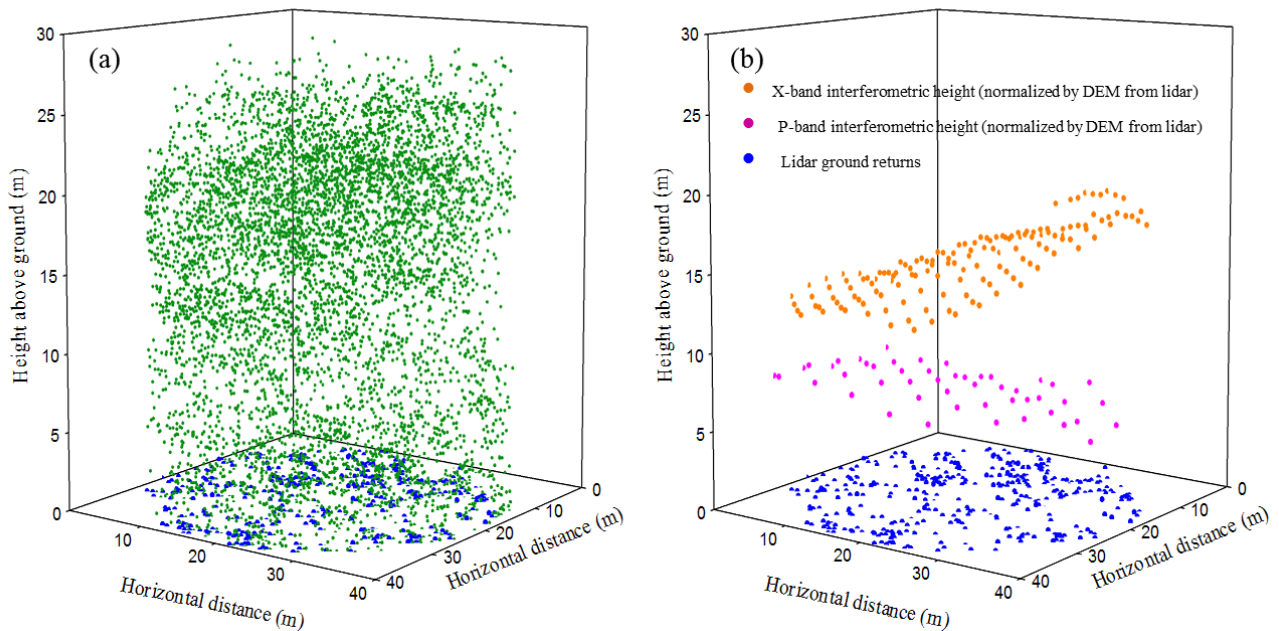 (a)
30
25
20
15
10
5
0
Height above ground (m)
10
20
30
40
Horizontal distance (m)
40
30
20
10
0
Horizontal distance (m)
(b)
X-band interferometric height (normalized by DEM from lidar)
P-band interferometric height (normalized by DEM from lidar)
Lidar ground returns
30
25
20
15
10
5
0
Height above ground (m)
10
20
30
40
Horizontal distance (m)
40
30
20
10
0
Horizontal distance (m)